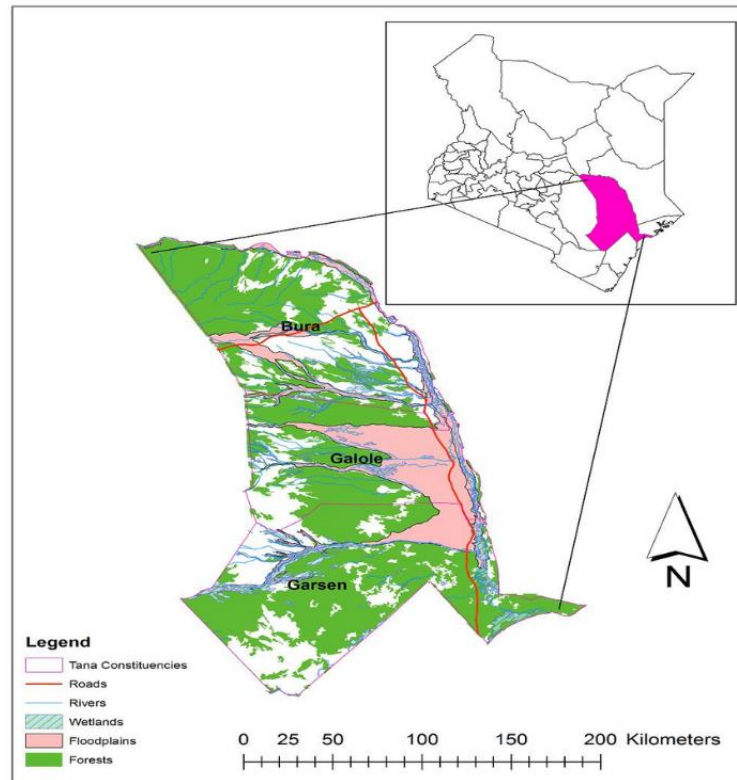 Bura
Galole
Garsen
N
Legend
Tana Constituencies
Roads
Rivers
Wetlands
Floodplains
Forests
0 25 50 100 150 200 Kilometers